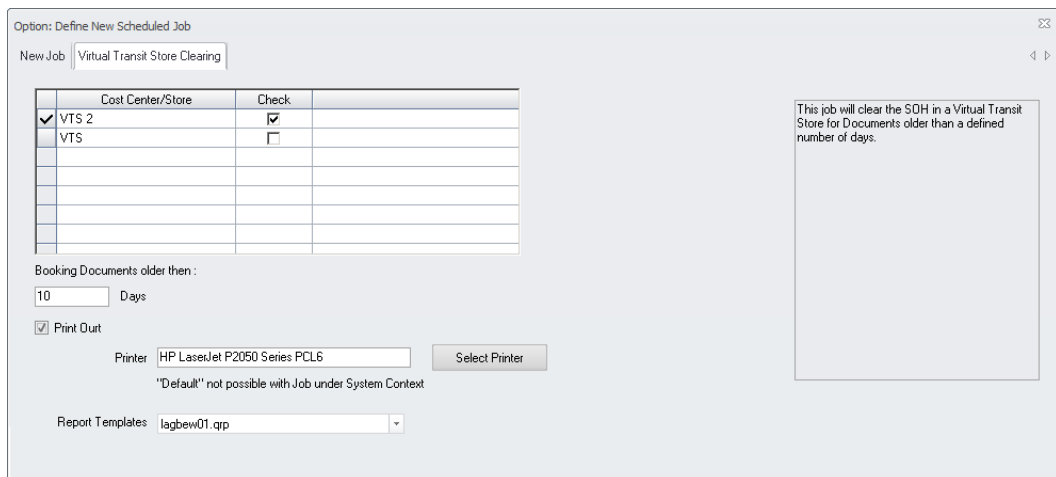 Option: Define New Scheduled Job
New Job
Virtual Transit Store Clearing
Cost Center/Store Check
VTS 2
VTS
This job will clear the SOH in a Virtual Transit
Store for Documents older than a defined
number of days.
Booking Documents older then :
10 Days
Print Ourt
Printer HP LaserJet P2050 Series PCL6 Select Printer
"Default" not possible with Job under System Context
Report Templates lagbew01.qrp